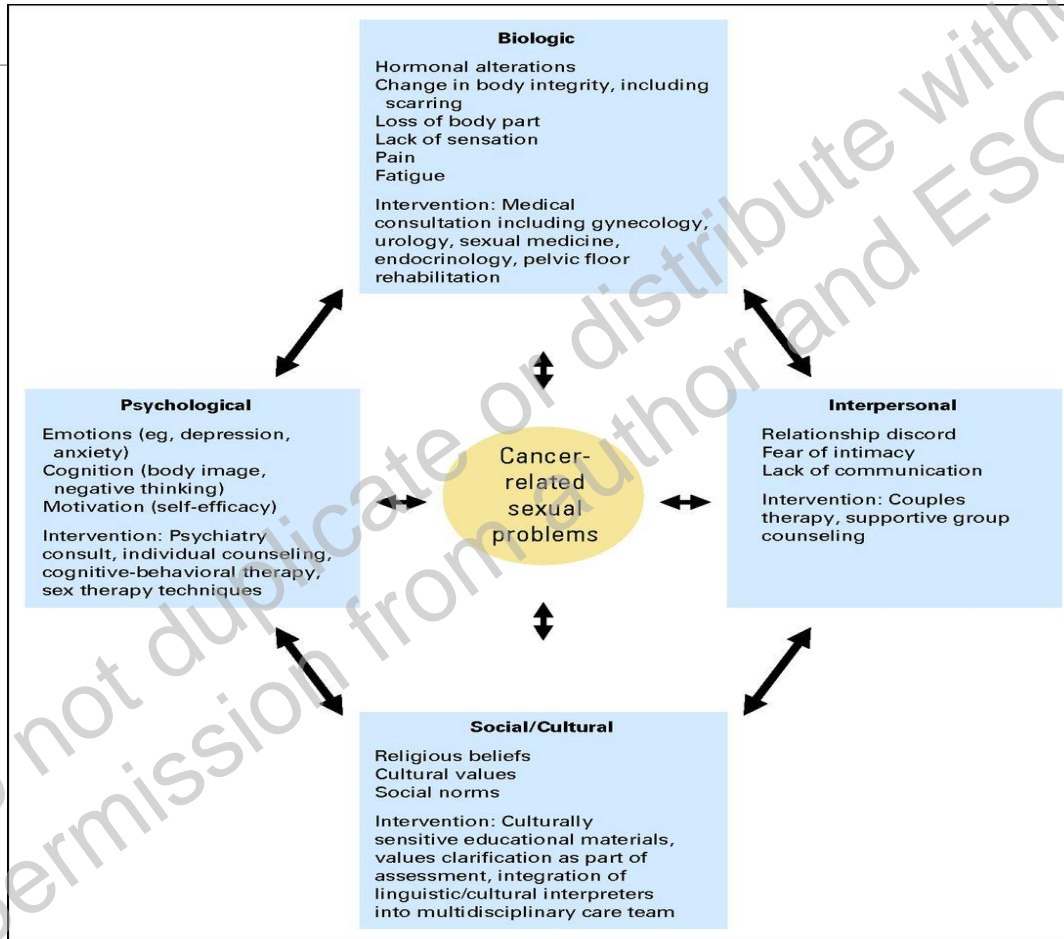 Biologic
Hormonal alterations
Change in body integrity, including
scarring
Loss of body part
Lack of sensation
Pain
Fatigue
Intervention: Medical
consultation including gynecology,
urology, sexual medicine,
endocrinology, pelvic floor
rehabilitation
Psychological
Emotions (eg, depression,
anxiety)
Cognition (body image,
negative thinking)
Motivation (self-efficacy)
Intervention: Psychiatry
consult, individual counseling,
cognitive-behavioral therapy,
sex therapy techniques
Cancer-
related
sexual
problems
Interpersonal
Relationship discord
Fear of intimacy
Lack of communication
Intervention: Couples
therapy, supportive group
counseling
Social/Cultural
Religious beliefs
Cultural values
Social norms
Intervention: Culturally
sensitive educational materials,
values clarification as part of
assessment, integration of
linguistic/cultural interpreters
into multidisciplinary care team
not duplicate or distribute
permission from author and